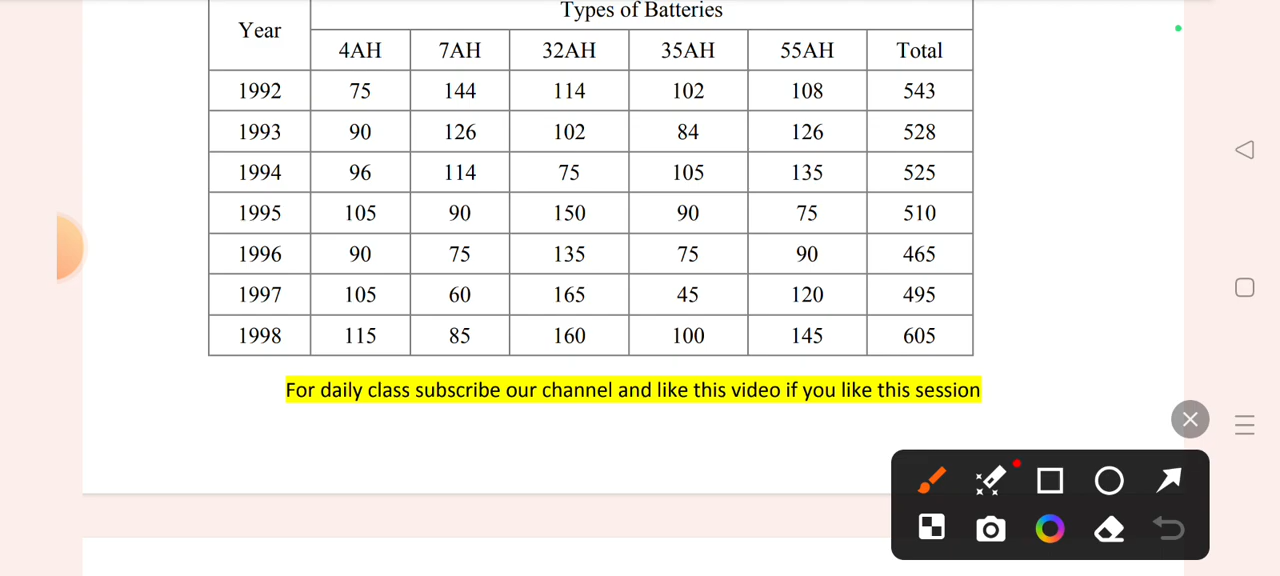 Types of Batteries
Year
4AH 7AH 32AH 35AH 55AH Total
1992 75 144 114 102 108 543
1993 90 126 102 84 126 528
1994 96 114 75 105 135 525
1995 105 90 150 90 75 510
1996 90 75 135 75 90 465
1997 105 60 165 45 120 495
1998 115 85 160 100 145 605
For daily class subscribe our channel and like this video if you like this session